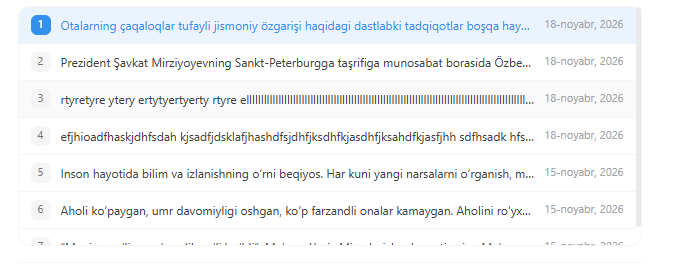 1 Otalarning çaqaloqlar tufayli jismoniy özgarişi haqidagi dastlabki tadqiqotlar boşqa hay... 18-noyabr, 2026
2 Prezident Şavkat Mirziyoyevning Sankt-Peterburgga taşrifiga munosabat borasida Özbe... 18-noyabr, 2026
3 rtyretyre ytery ertytyertyerty rtyre 18-noyabr, 2026
4 efjhioadfhaskjdhfsdah kjsadfjdsklafjhashdfsjdhfjksdhfkjasdhfjksahdfkjasfjhh sdfhsadk hfs... 18-noyabr, 2026
5 Inson hayotida bilim va izlanishning o‘rni beqiyos. Har kuni yangi narsalarni o‘rganish, m... 15-noyabr, 2026
6 Aholi ko‘paygan, umr davomiyligi oshgan, ko‘p farzandli onalar kamaygan. Aholini ro‘yx... 15-noyabr, 2026